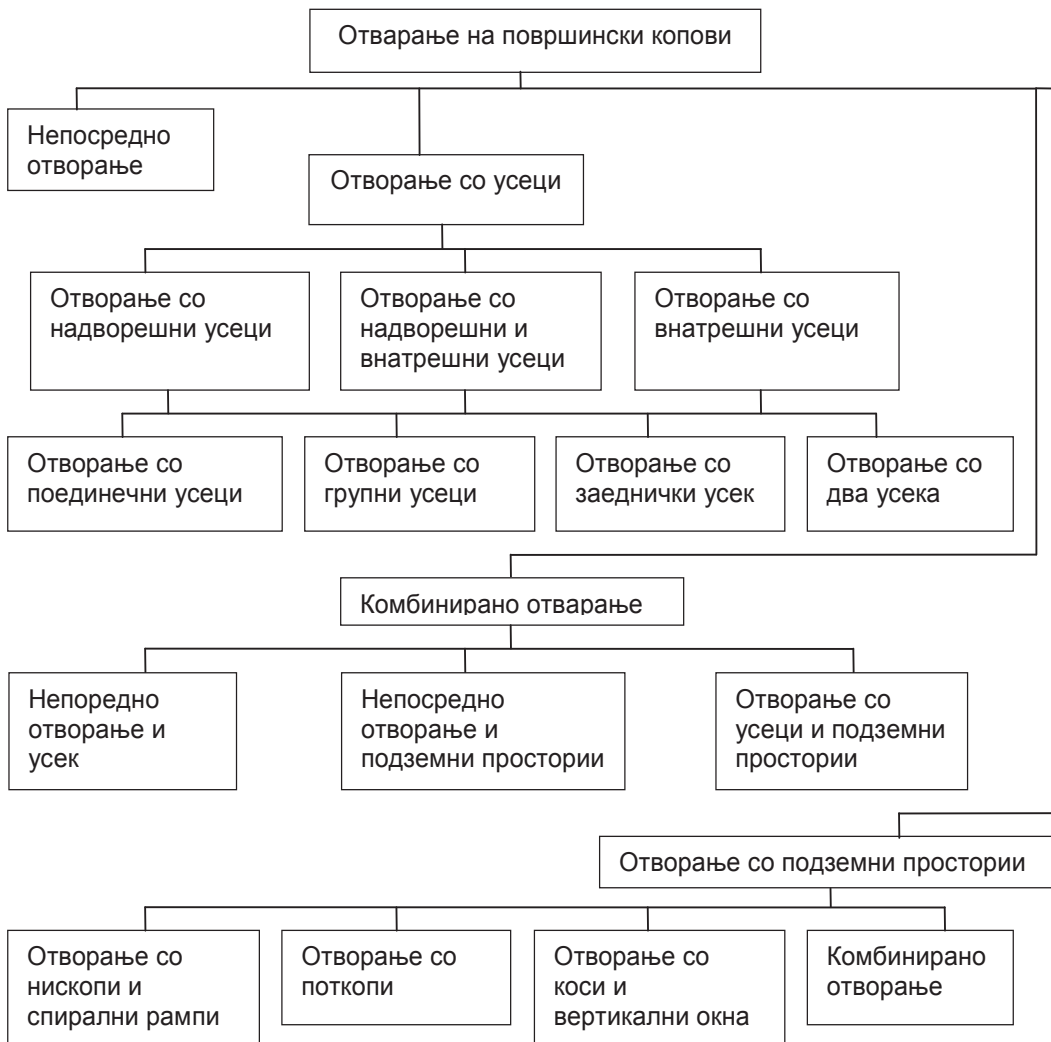 Отварање на површински копови
Непосредно
отворање
Отворање со усеци
Отворање со
надворешни усеци
Отворање со
надворешни и
внатрешни усеци
Отворање со
внатрешни усеци
Отворање со
поединечни усеци
Отворање со
групни усеци
Отворање со
заеднички усек
Отворање со
два усека
Комбинирано отварање
Непоредно
отворање и
усек
Непосредно
отворање и
подземни простории
Отворање со
усеци и подземни
простории
Отворање со подземни простории
Отворање со
нископи и
спирални рампи
Отворање со
поткопи
Отворање со
коси и
вертикални окна
Комбинирано
отворање